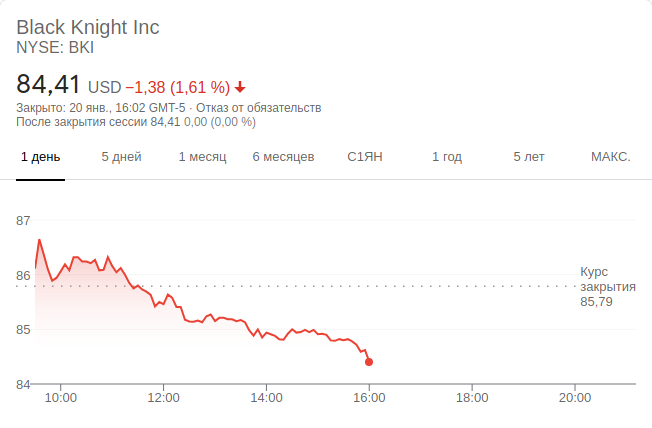 Black Knight Inc
NYSE: BKI
84,41 USD −1,38 (1,61 %)
Закрыто: 20 янв., 16:02 GMT-5 · Отказ от обязательств
После закрытия сессии 84,41 0,00 (0,00 %)
1 день 5 дней 1 месяц 6 месяцев С1ЯН 1 год 5 лет МАКС.
87
86
85
84
Курс
закрытия
85,79
10:00 12:00 14:00 16:00 18:00 20:00